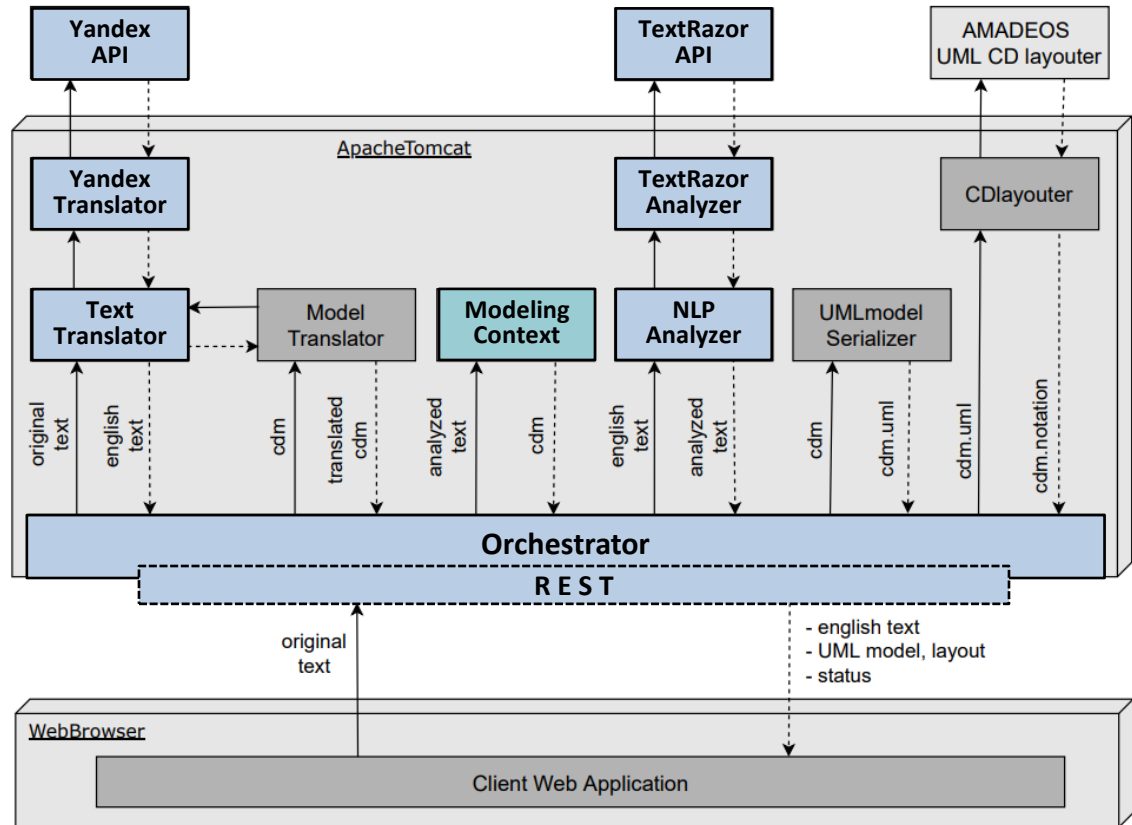 Yandex
API
TextRazor
API
AMADEOS
UML CD layouter
ApacheTomcat
Yandex
Translator
TextRazor
Analyzer
CDlayouter
Text
Translator
Model
Translator
Modeling
Context
NLP
Analyzer
UMLmodel
Serializer
original
text
english
text
cdm
translated
cdm
analyzed
text
cdm
english
text
analyzed
text
cdm
cdm.uml
cdm.uml
cdm.notation
Orchestrator
R E S T
original
text
- english text
- UML model, layout
- status
WebBrowser
Client Web Application